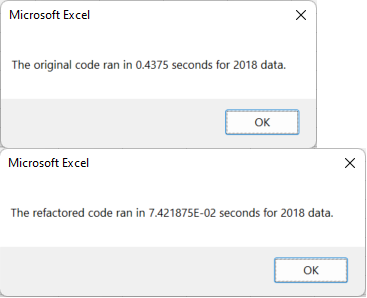 Microsoft Excel
The original code ran in 0.4375 seconds for 2018 data.
OK
Microsoft Excel
The refactored code ran in 7.421875E-02 seconds for 2018 data.
OK